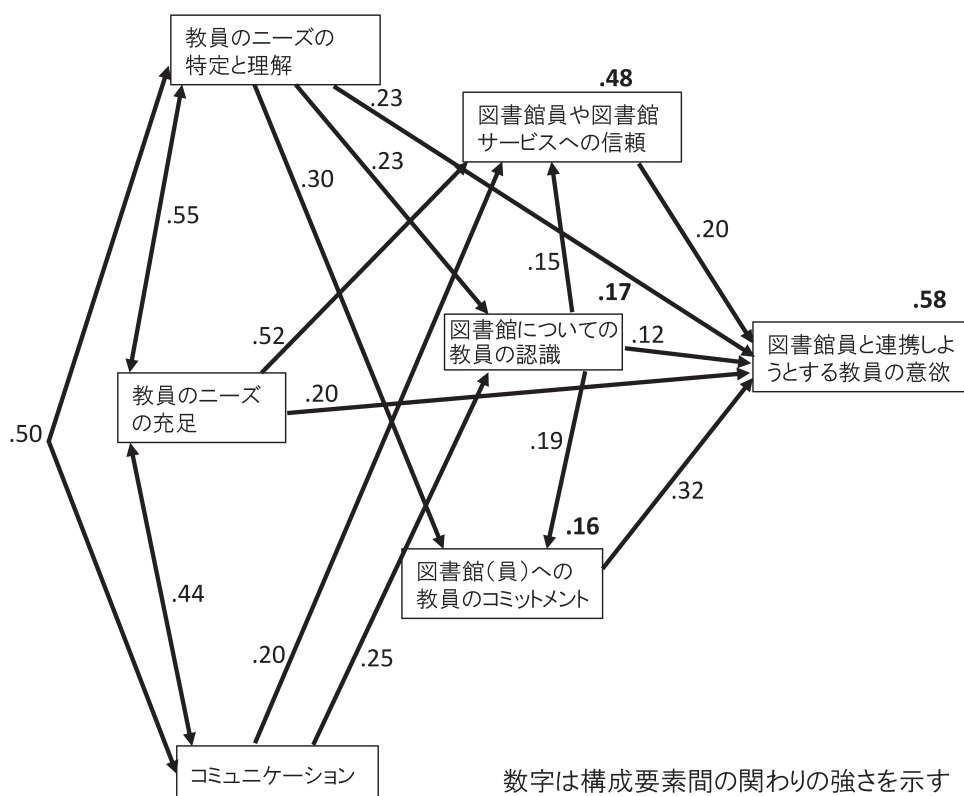 教員のニーズの
特定と理解
.48
.23
図書館員や図書館
サービスへの信頼
.23
.30
.55
.20
.15
.17
.58
.52
図書館についての
教員の認識
.12
図書館員と連携しよ
うとする教員の意欲
教員のニーズ
の充足
.20
.50
.19
.32
.16
図書館(員)への
教員のコミットメント
.44
.20
.25
コミュニケーション
数字は構成要素間の関わりの強さを示す